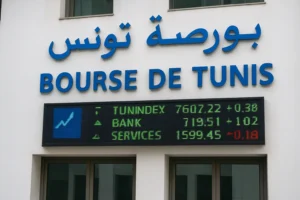 بورصة تونس
BOURSE DE TUNIS
TUNINDEX 7607.22 +0.38
BANK 719.51 +102
SERVICES 1599.45 -0.18